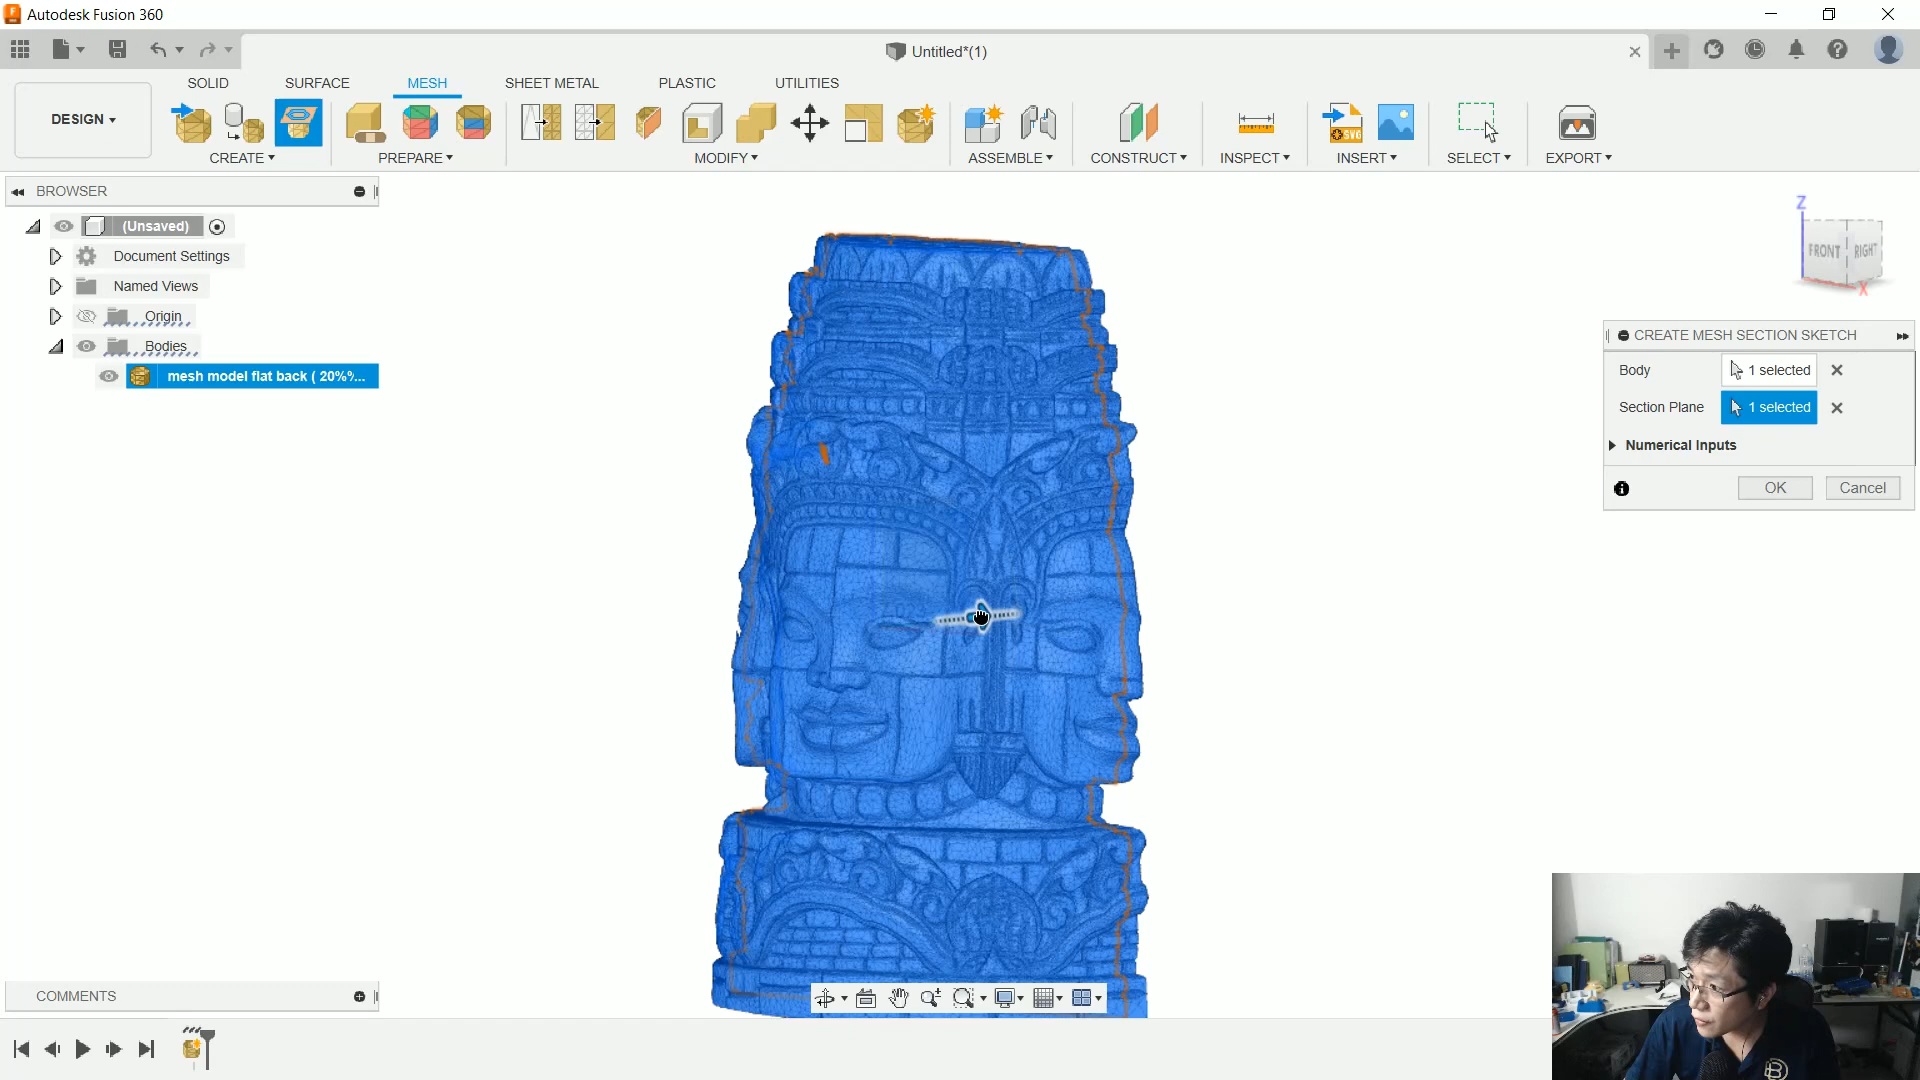 Autodesk Fusion 360
Untitled*(1)
SOLID
SURFACE
MESH
SHEET METAL
PLASTIC
UTILITIES
DESIGN
CREATE
PREPARE
MODIFY
ASSEMBLE
CONSTRUCT
INSPECT
INSERT
SELECT
EXPORT
SVG
BROWSER
(Unsaved)
Document Settings
Named Views
Origin
Bodies
mesh model flat back ( 20%%...
Z
FRONT
RIGHT
X
CREATE MESH SECTION SKETCH
Body
1 selected
Section Plane
1 selected
Numerical Inputs
OK
Cancel
COMMENTS